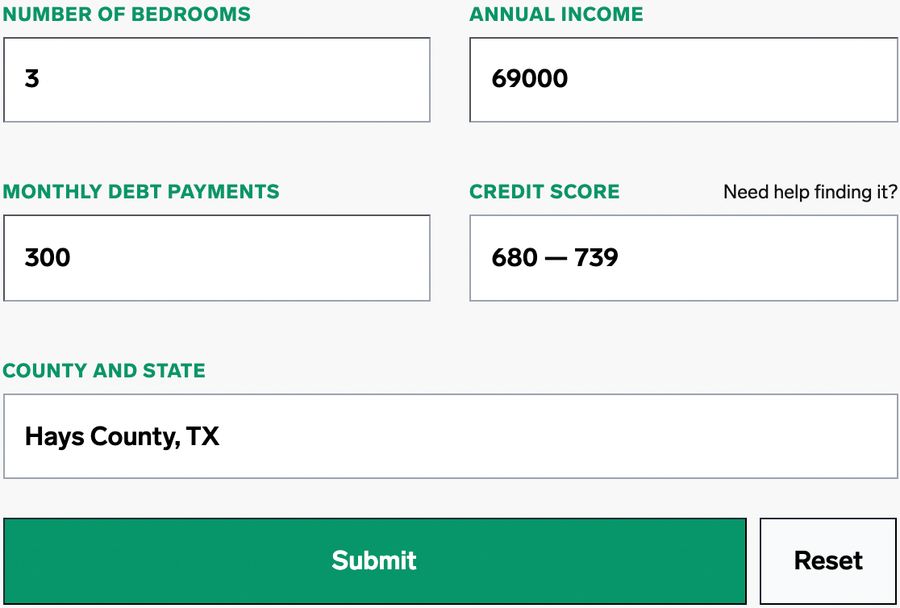 NUMBER OF BEDROOMS
ANNUAL INCOME
3
69000
MONTHLY DEBT PAYMENTS
CREDIT SCORE
Need help finding it?
300
680 — 739
COUNTY AND STATE
Hays County, TX
Submit
Reset